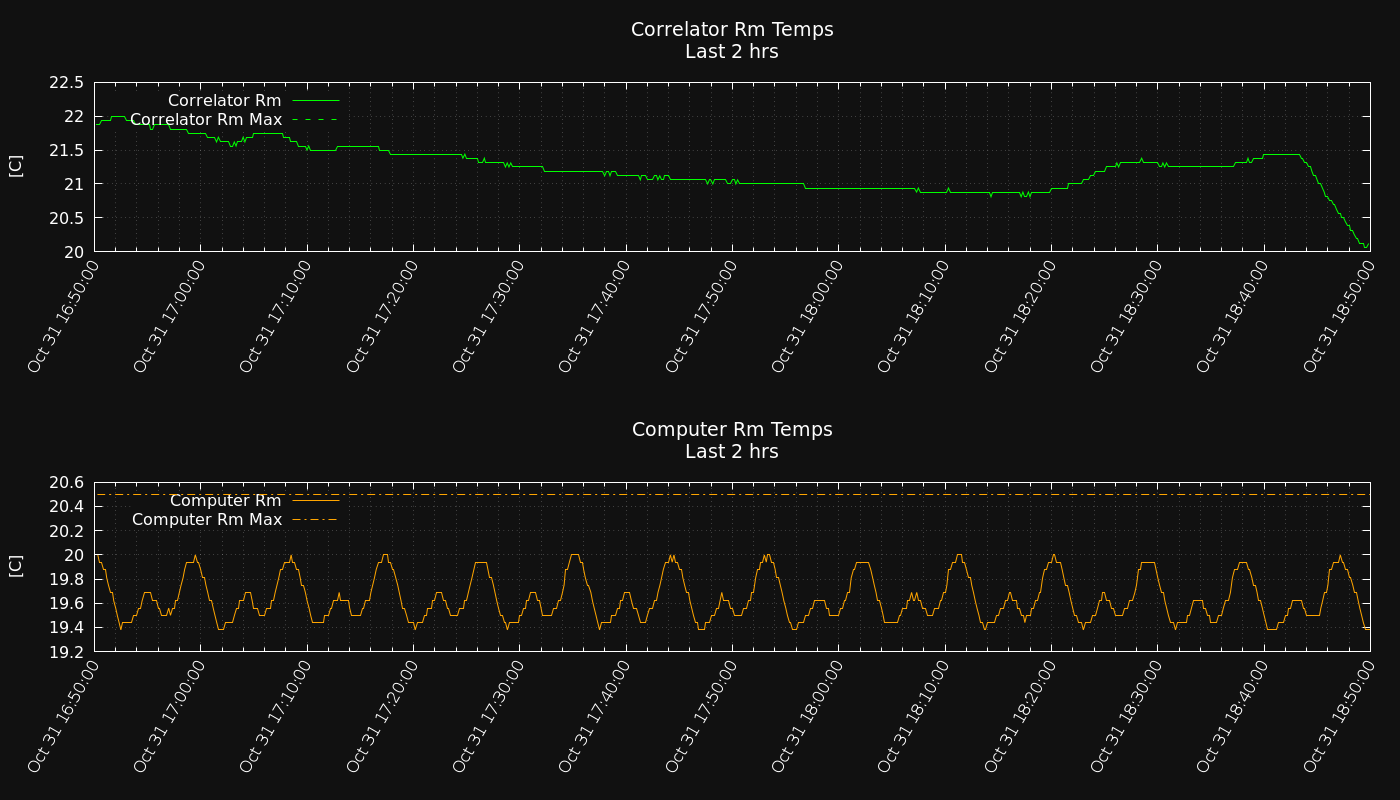 Correlator Rm Temps
Last 2 hrs
22.5
22
21.5
21
20.5
20
[C]
Correlator Rm
Correlator Rm Max
Oct 31 16:50:00
Oct 31 17:00:00
Oct 31 17:10:00
Oct 31 17:20:00
Oct 31 17:30:00
Oct 31 17:40:00
Oct 31 17:50:00
Oct 31 18:00:00
Oct 31 18:10:00
Oct 31 18:20:00
Oct 31 18:30:00
Oct 31 18:40:00
Oct 31 18:50:00
Computer Rm Temps
Last 2 hrs
20.6
20.4
20.2
20
19.8
19.6
19.4
19.2
[C]
Computer Rm
Computer Rm Max
Oct 31 16:50:00
Oct 31 17:00:00
Oct 31 17:10:00
Oct 31 17:20:00
Oct 31 17:30:00
Oct 31 17:40:00
Oct 31 17:50:00
Oct 31 18:00:00
Oct 31 18:10:00
Oct 31 18:20:00
Oct 31 18:30:00
Oct 31 18:40:00
Oct 31 18:50:00